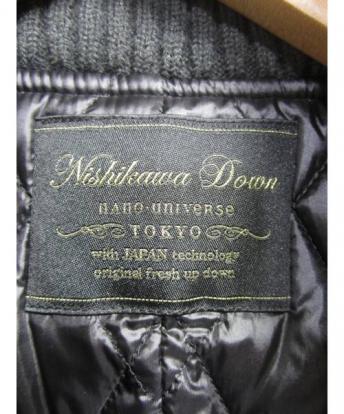 Nishikawa Down
nano·universe
TOKYO
with JAPAN technology
original fresh up down